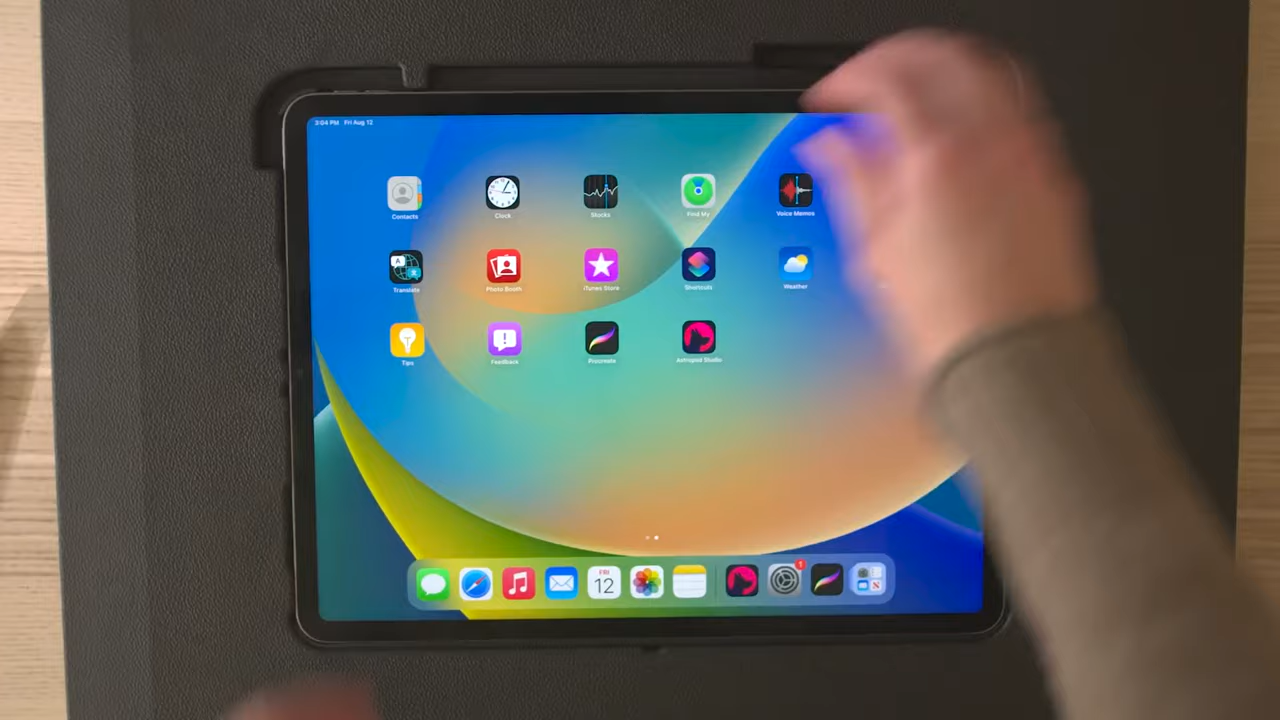 3:04 PM Fri Aug 12
Contacts
Clock
Stocks
Find My
Voice Memos
Translate
Photo Booth
iTunes Store
Shortcuts
Weather
Tips
Feedback
Procreate
Astropad Studio
FRI
12
1